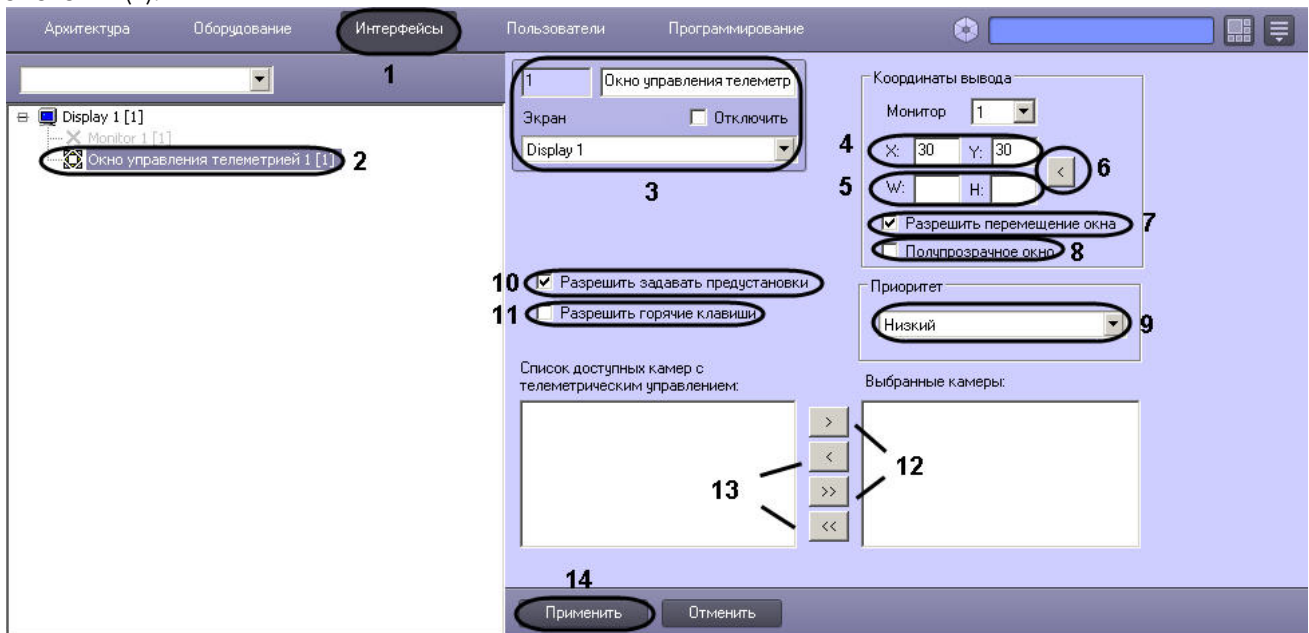 Архитектура Оборудование Интерфейсы Пользователи Программирование
1
Display 1 [1]
Monitor 1 [1]
Окно управления телеметрией 1 [1] 2
1 Окно управления телеметр
Экран Отключить
Display 1
3
Координаты вывода
Монитор 1
4 X: 30 Y: 30
< 6
5 W: H:
Разрешить перемещение окна 7
Полупрозрачное окно 8
10 Разрешить задавать предустановки
11 Разрешить горячие клавиши
Приоритет
Низкий 9
Список доступных камер с
телеметрическим управлением:
Выбранные камеры:
>
<
>>
<<
12
13
14
Применить Отменить